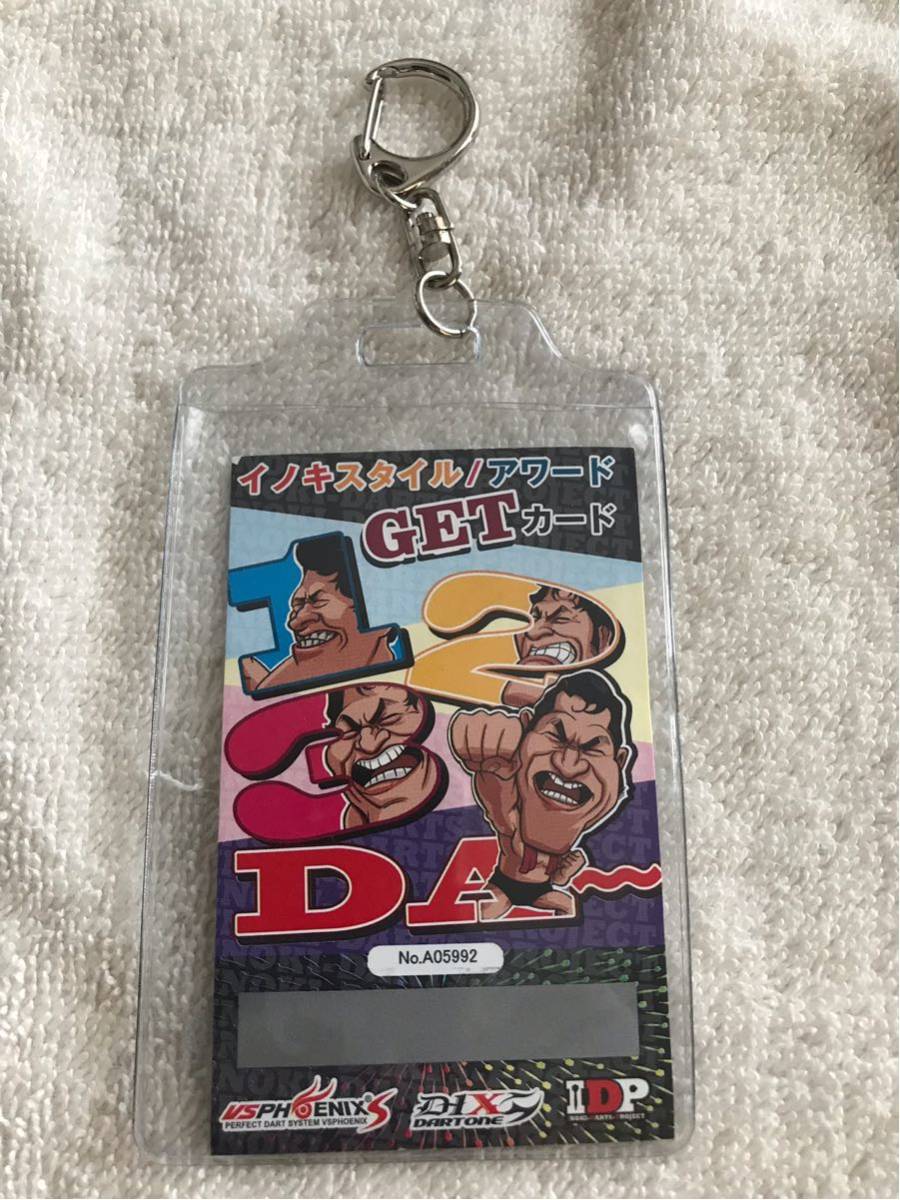 イノキスタイル/アワード
GETカード
1
2
3
DA〜
No.A05992
VSPHOENIX S
PERFECT DART SYSTEM VSPHOENIX
D1X
DARTONE
IDP